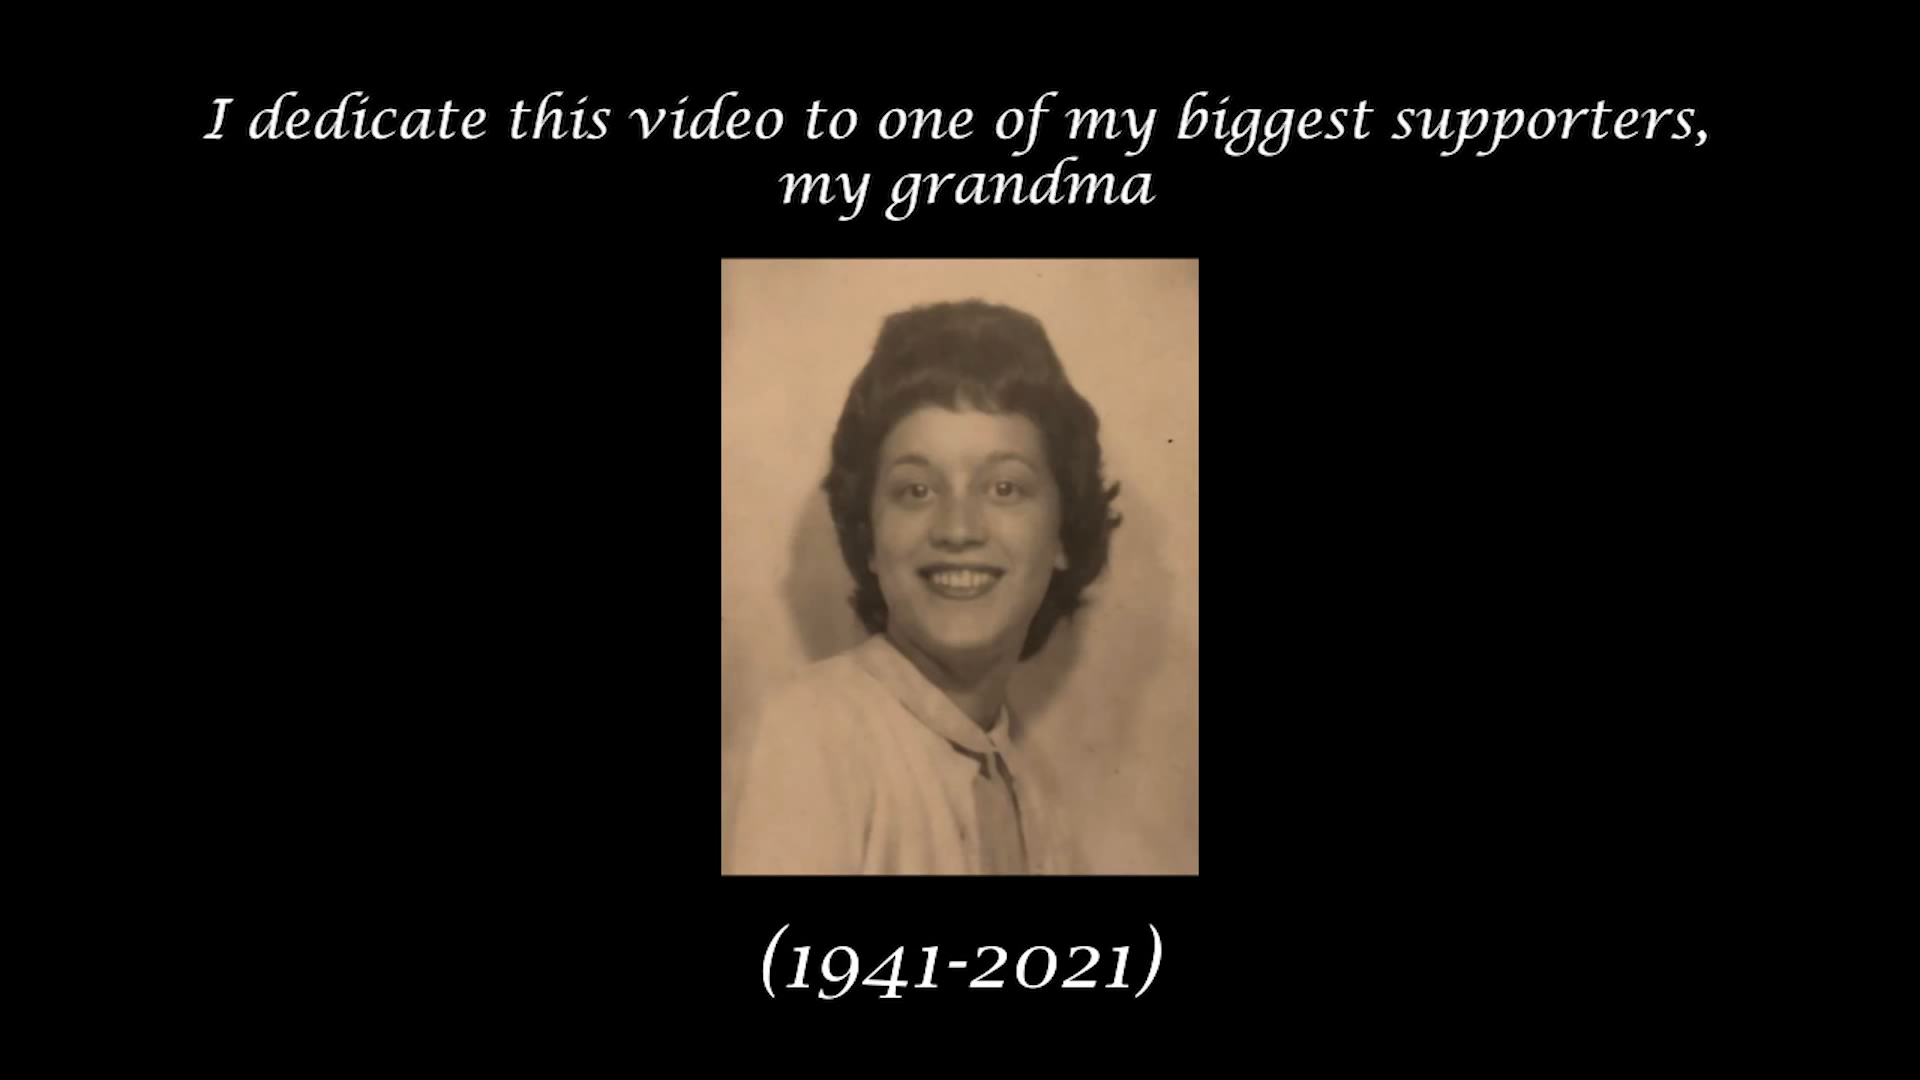 I dedicate this video to one of my biggest supporters,
my grandma
(1941-2021)